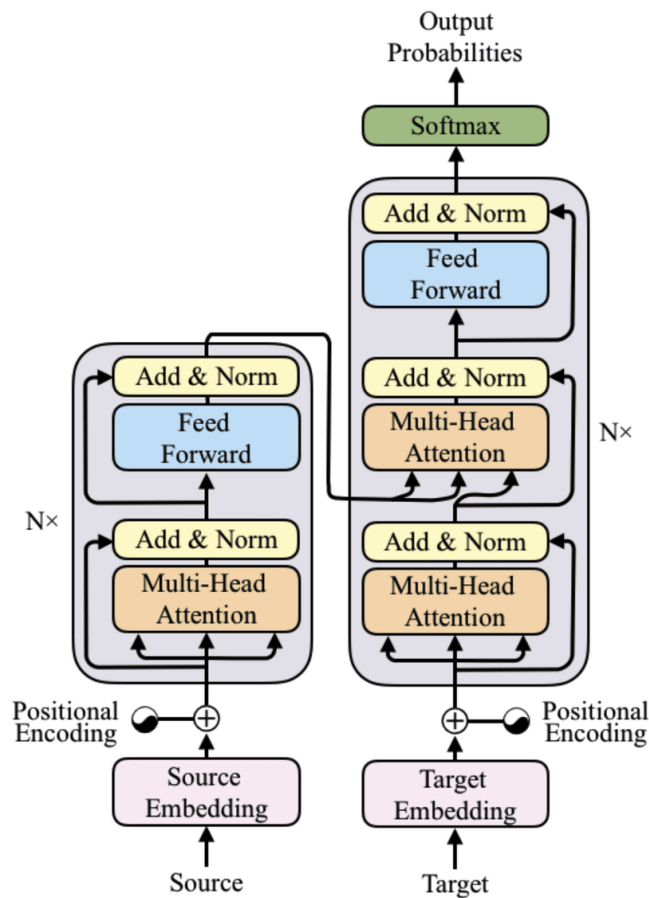 Output
Probabilities
Softmax
Add & Norm
Feed
Forward
Add & Norm
Multi-Head
Attention
Add & Norm
Multi-Head
Attention
N×
Add & Norm
Feed
Forward
Add & Norm
Multi-Head
Attention
N×
Positional
Encoding
Positional
Encoding
Source
Embedding
Target
Embedding
Source
Target